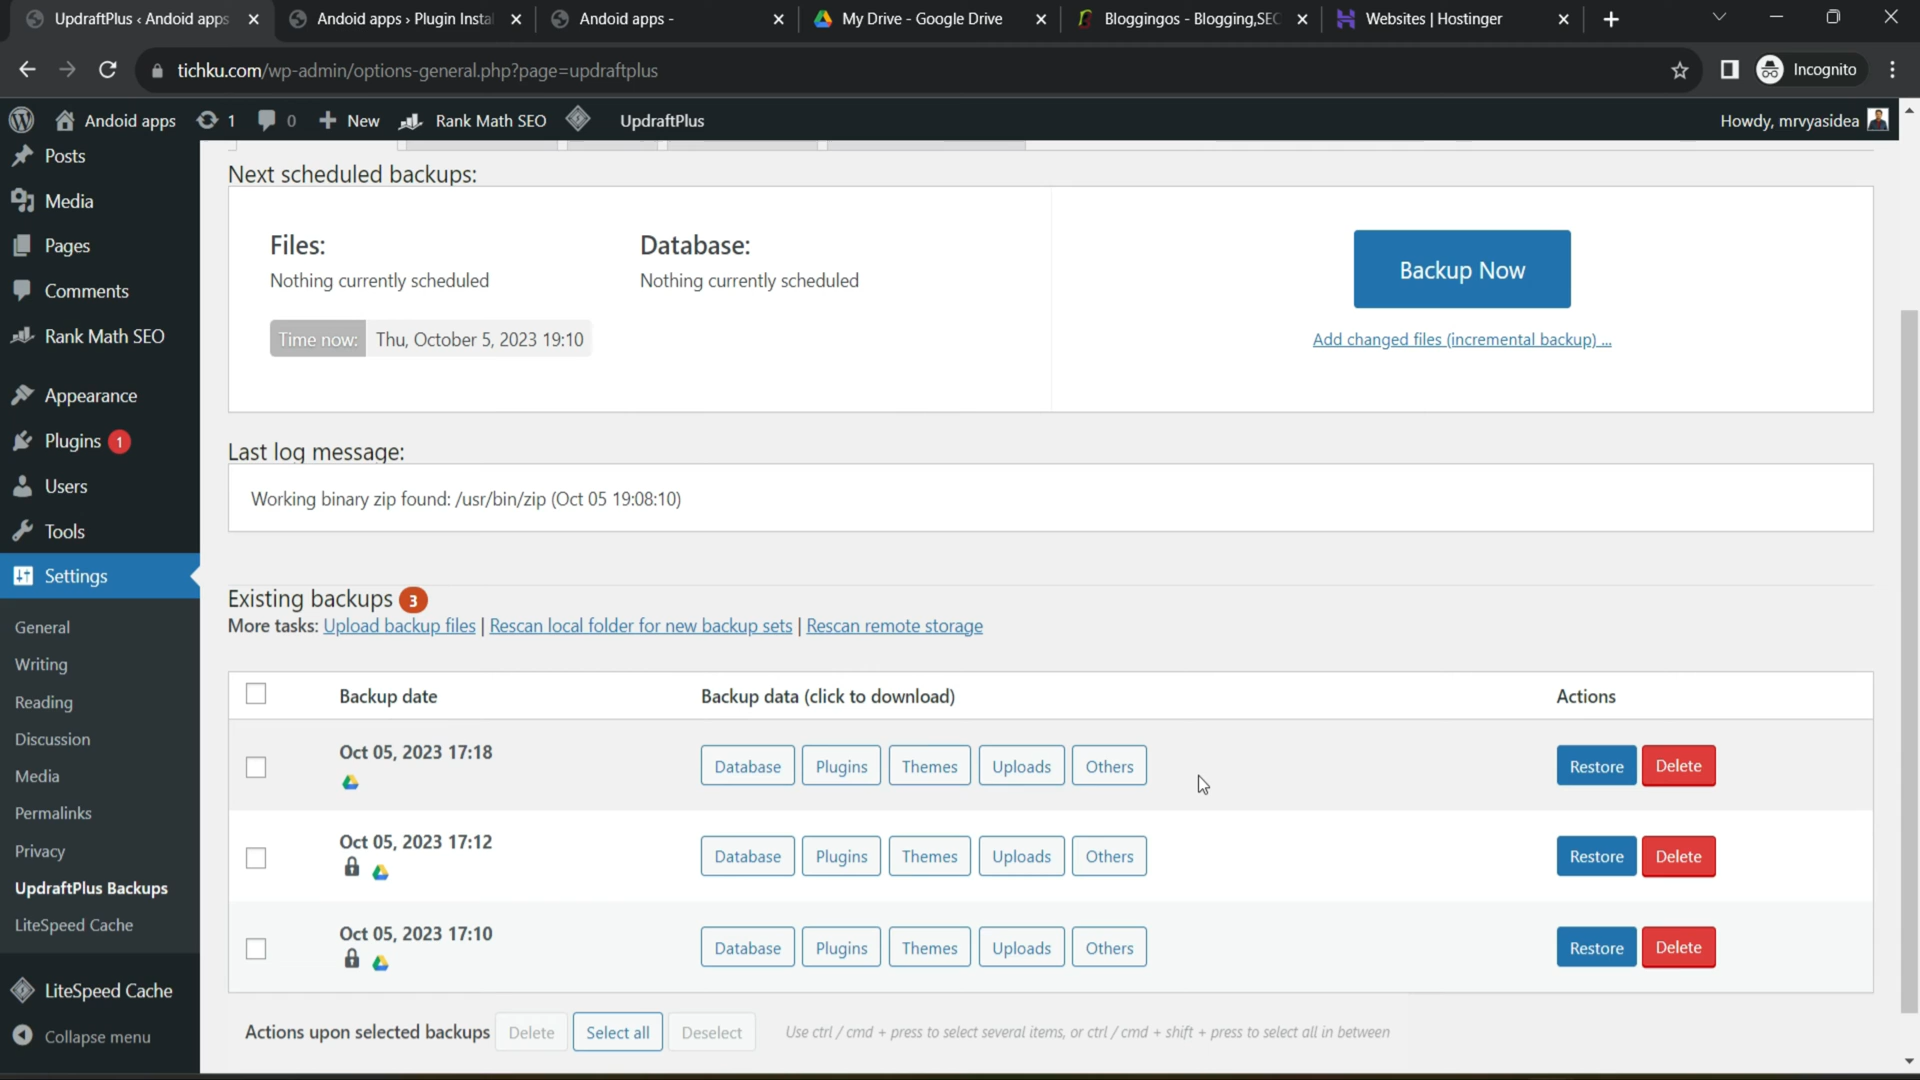 UpdraftPlus ‹ Andoid apps
Andoid apps › Plugin Insta
Andoid apps -
My Drive - Google Drive
Bloggingos - Blogging,SEC
Websites | Hostinger
tichku.com/wp-admin/options-general.php?page=updraftplus
Incognito
Andoid apps 1 0 New Rank Math SEO UpdraftPlus Howdy, mrvyasidea
Posts
Media
Pages
Comments
Rank Math SEO
Appearance
Plugins 1
Users
Tools
Settings
General
Writing
Reading
Discussion
Media
Permalinks
Privacy
UpdraftPlus Backups
LiteSpeed Cache
LiteSpeed Cache
Collapse menu
Next scheduled backups:
Files: Database:
Nothing currently scheduled Nothing currently scheduled
Time now: Thu, October 5, 2023 19:10
Backup Now
Add changed files (incremental backup) ...
Last log message:
Working binary zip found: /usr/bin/zip (Oct 05 19:08:10)
Existing backups 3
More tasks: Upload backup files | Rescan local folder for new backup sets | Rescan remote storage
Backup date Backup data (click to download) Actions
Oct 05, 2023 17:18 Database Plugins Themes Uploads Others Restore Delete
Oct 05, 2023 17:12 Database Plugins Themes Uploads Others Restore Delete
Oct 05, 2023 17:10 Database Plugins Themes Uploads Others Restore Delete
Actions upon selected backups Delete Select all Deselect Use ctrl / cmd + press to select several items, or ctrl / cmd + shift + press to select all in between